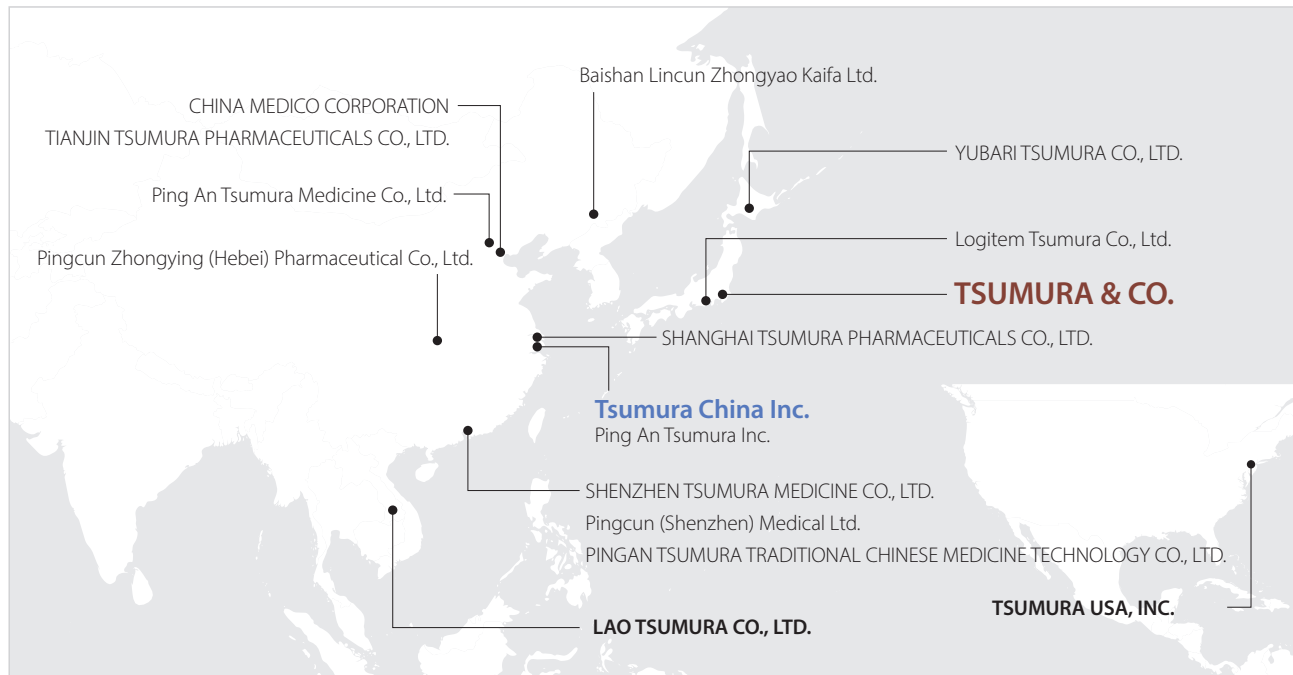 Baishan Lincun Zhongyao Kaifa Ltd.
CHINA MEDICO CORPORATION
TIANJIN TSUMURA PHARMACEUTICALS CO., LTD.
YUBARI TSUMURA CO., LTD.
Ping An Tsumura Medicine Co., Ltd.
Logitem Tsumura Co., Ltd.
Pingcun Zhongying (Hebei) Pharmaceutical Co., Ltd.
TSUMURA & CO.
SHANGHAI TSUMURA PHARMACEUTICALS CO., LTD.
Tsumura China Inc.
Ping An Tsumura Inc.
SHENZHEN TSUMURA MEDICINE CO., LTD.
Pingcun (Shenzhen) Medical Ltd.
PINGAN TSUMURA TRADITIONAL CHINESE MEDICINE TECHNOLOGY CO., LTD.
TSUMURA USA, INC.
LAO TSUMURA CO., LTD.